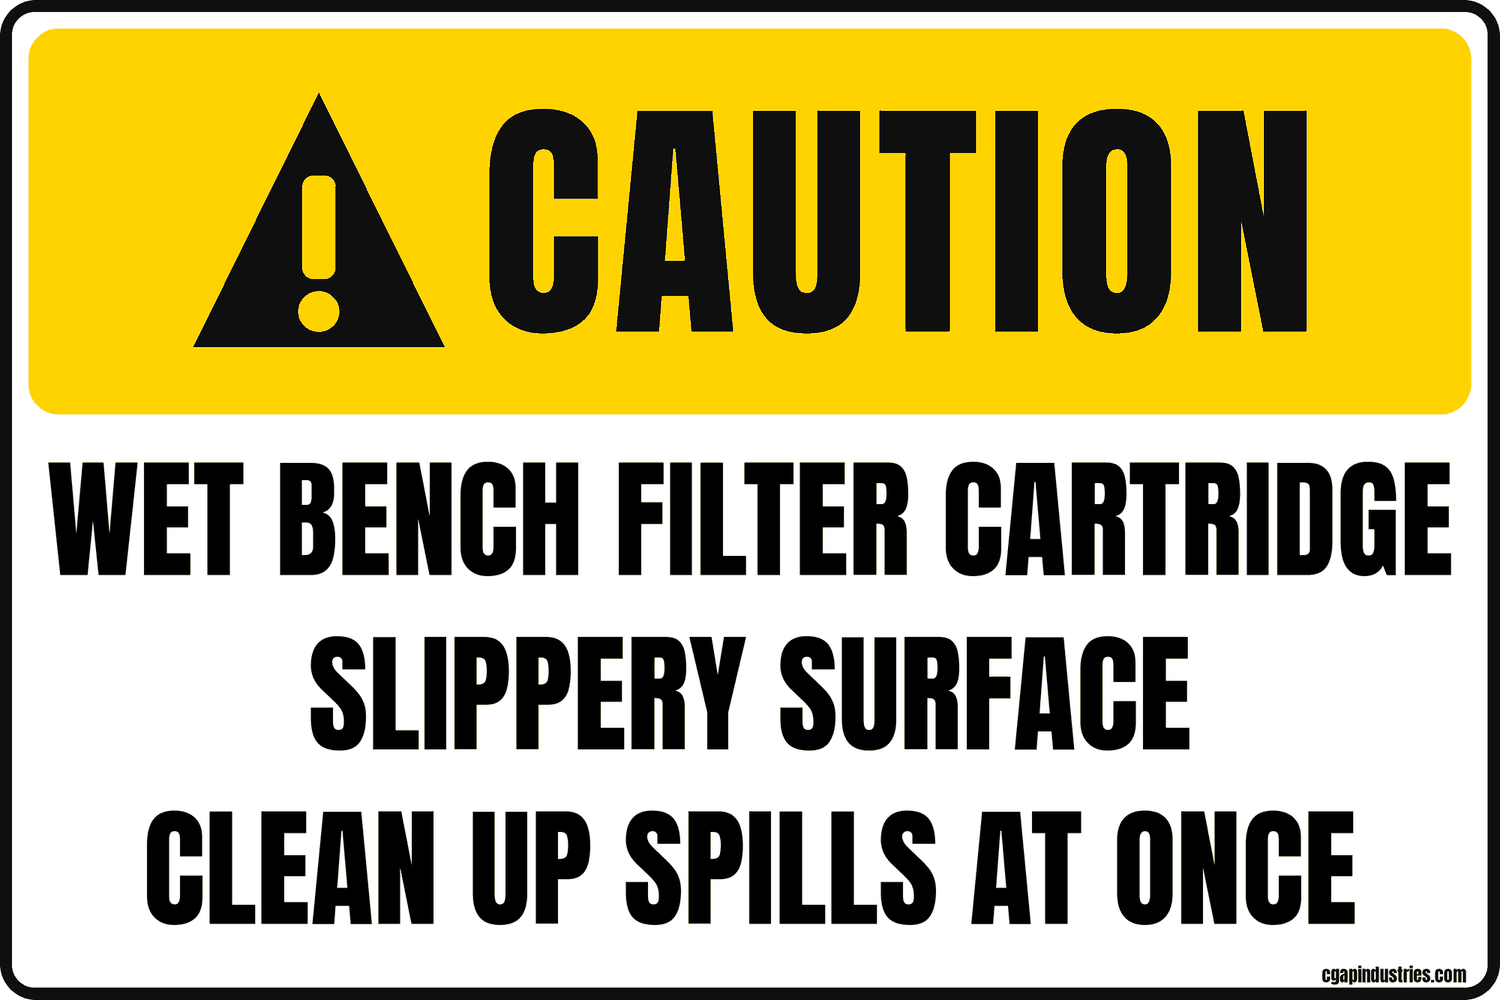 CAUTION
WET BENCH FILTER CARTRIDGE
SLIPPERY SURFACE
CLEAN UP SPILLS AT ONCE
cgapindustries.com